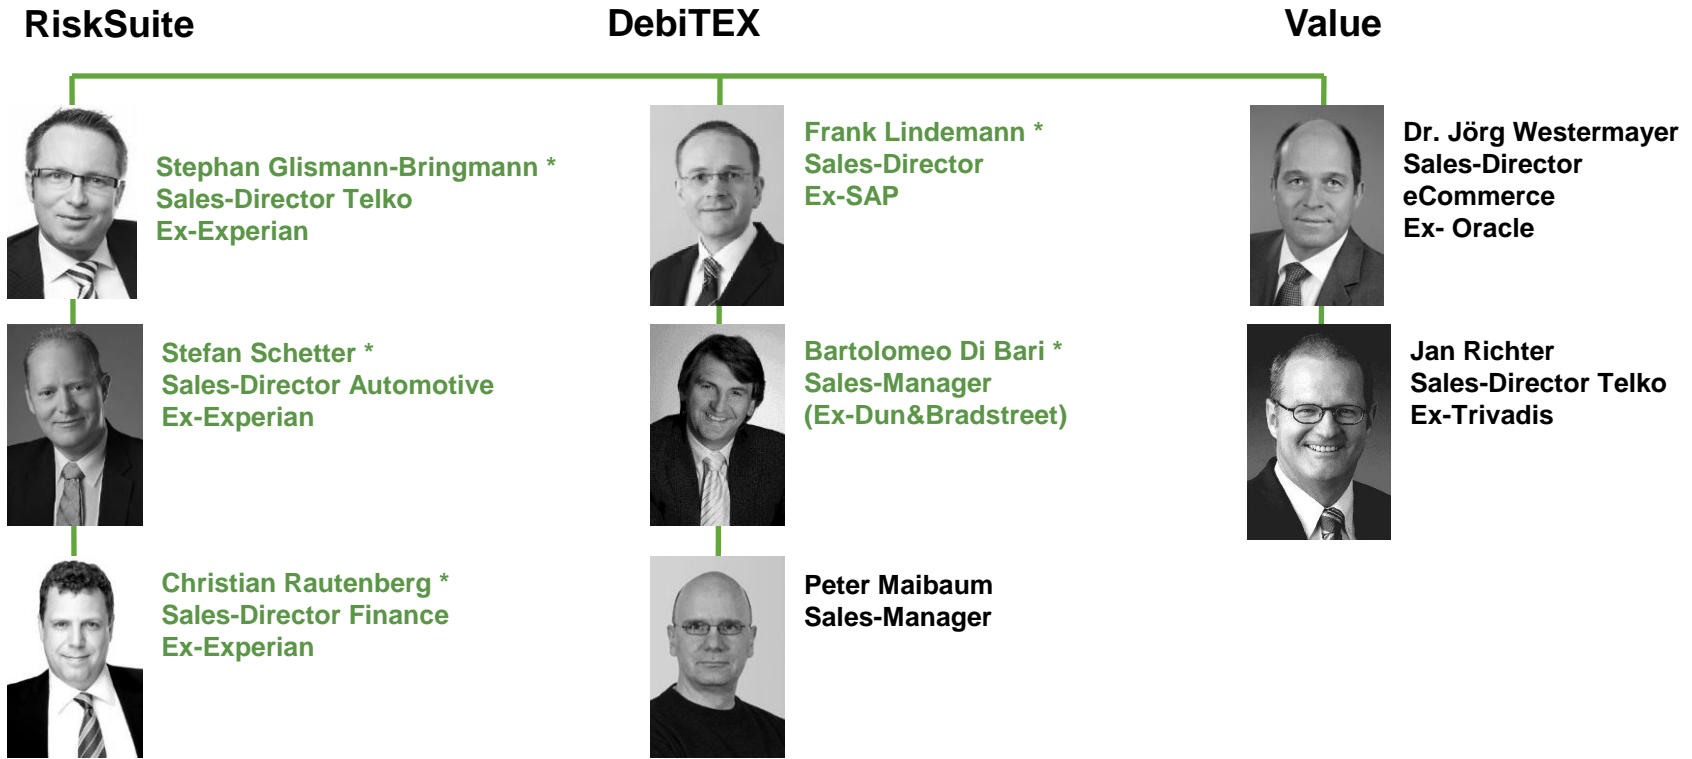 RiskSuite
DebiTEX
Value
Stephan Glismann-Bringmann *
Sales-Director Telko
Ex-Experian
Frank Lindemann *
Sales-Director
Ex-SAP
Dr. Jörg Westermayer
Sales-Director
eCommerce
Ex- Oracle
Stefan Schetter *
Sales-Director Automotive
Ex-Experian
Bartolomeo Di Bari *
Sales-Manager
(Ex-Dun&Bradstreet)
Jan Richter
Sales-Director Telko
Ex-Trivadis
Christian Rautenberg *
Sales-Director Finance
Ex-Experian
Peter Maibaum
Sales-Manager